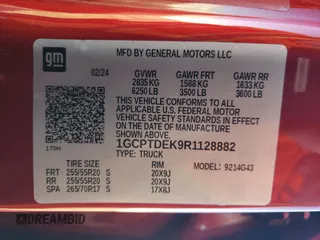 MFD BY GENERAL MOTORS LLC
gm
02/24 GVWR GAWR FRT GAWR RR
2835 KG 1588 KG 1633 KG
6250 LB 3500 LB 3600 LB
THIS VEHICLE CONFORMS TO ALL
APPLICABLE U.S. FEDERAL MOTOR
VEHICLE SAFETY STANDARDS IN EFFECT ON
THE DATE OF MANUFACTURE
SHOWN ABOVE.
1GCPTDEK9R1128882
170H TYPE: TRUCK MODEL: 9214G43
TIRE SIZE RIM
FRT 255/55R20 S 20X9J
RR 255/55R20 S 20X9J
SPA 265/70R17 S 17X8J
DREAMBID